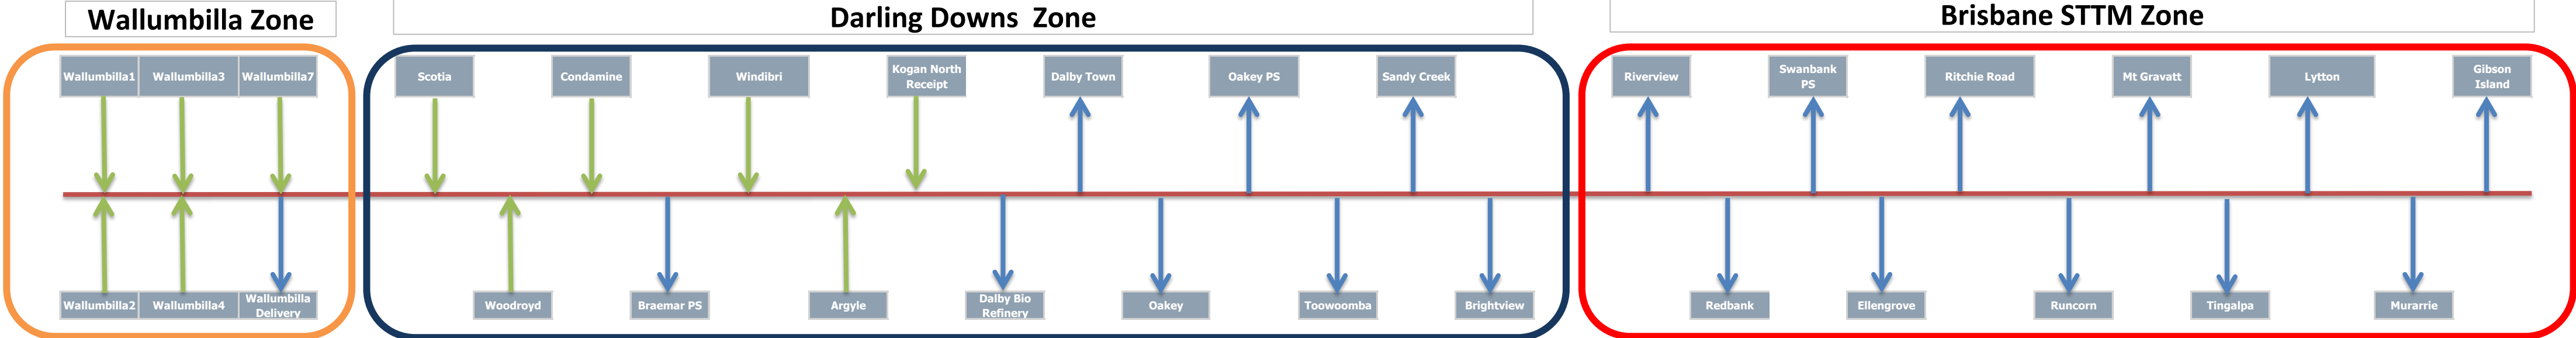 Wallumbilla Zone
Darling Downs  Zone
Brisbane STTM Zone
Wallumbilla1
Wallumbilla3
Wallumbilla7
Scotia
Condamine
Windibri
Kogan North
Receipt
Dalby Town
Oakey PS
Sandy Creek
Riverview
Swanbank
PS
Ritchie Road
Mt Gravatt
Lytton
Gibson
Island
Wallumbilla2
Wallumbilla4
Wallumbilla
Delivery
Woodroyd
Braemar PS
Argyle
Dalby Bio
Refinery
Oakey
Toowoomba
Brightview
Redbank
Ellengrove
Runcorn
Tingalpa
Murarrie